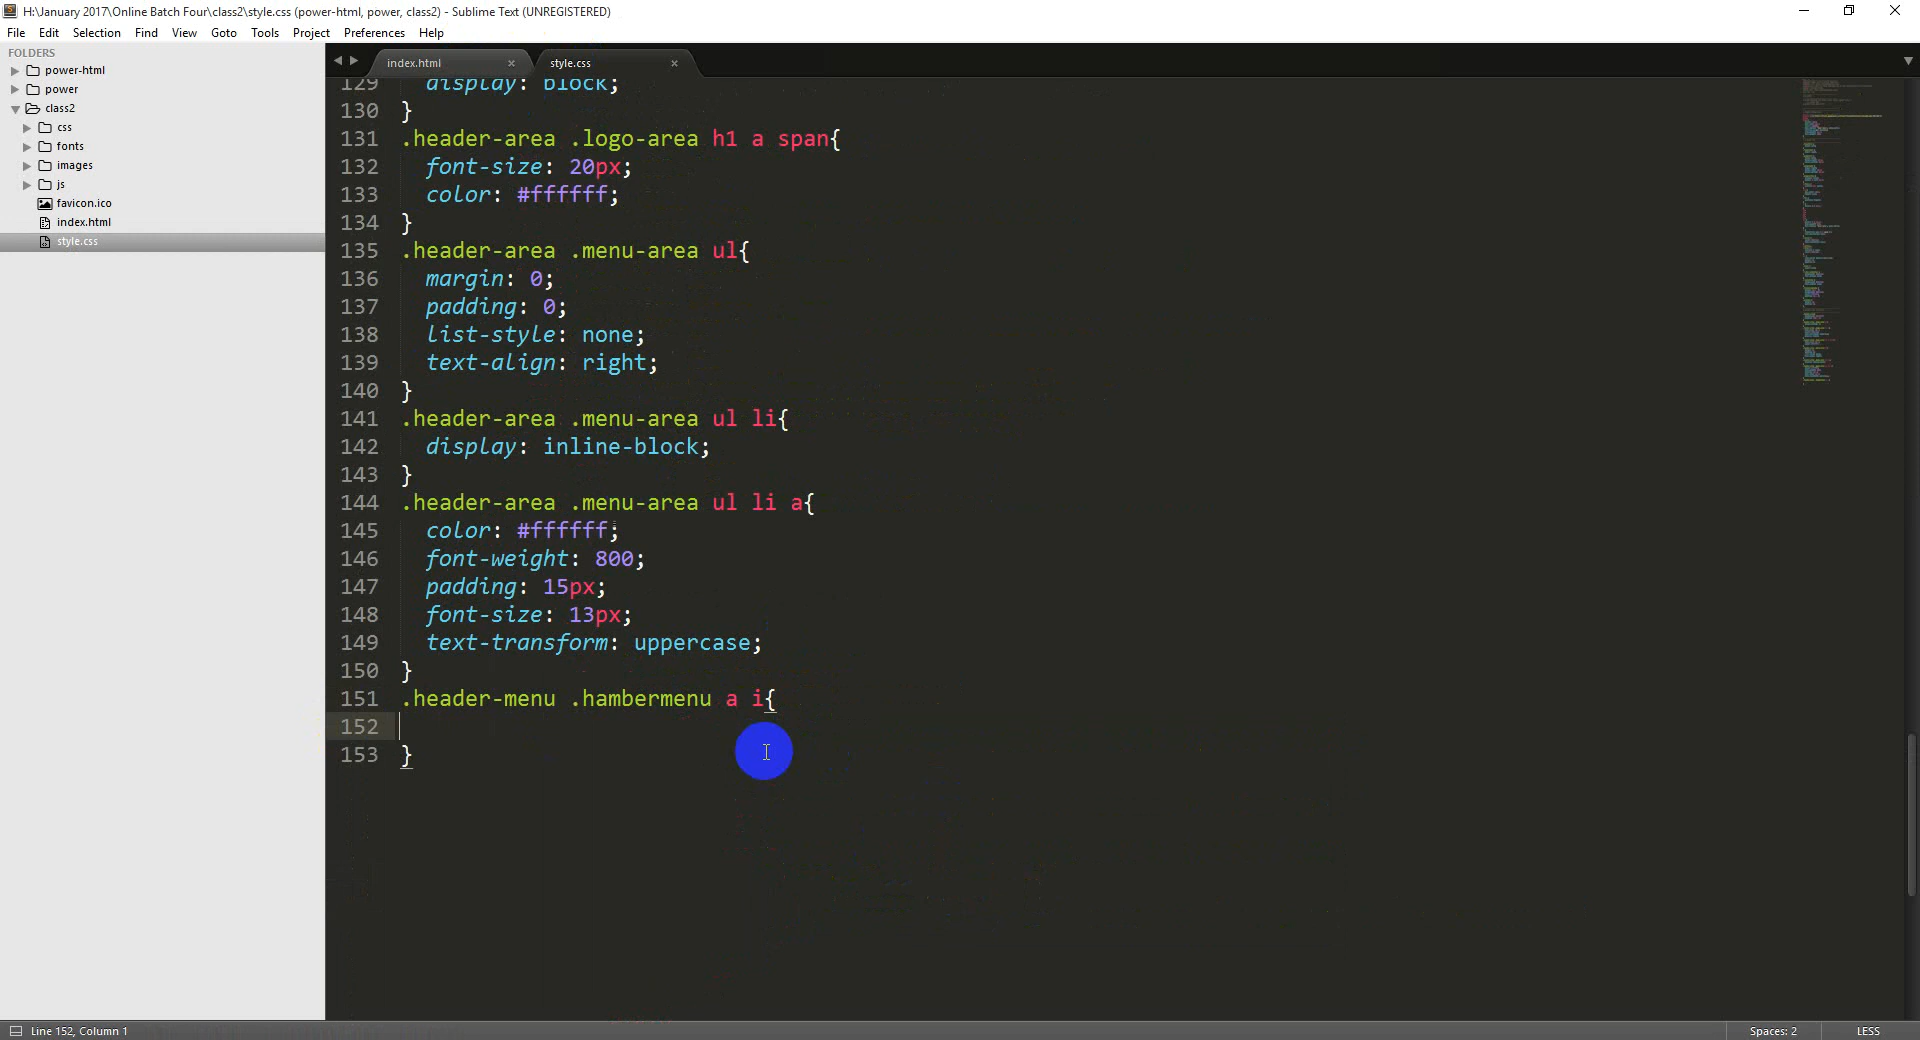 H:\January 2017\Online Batch Four\class2\style.css (power-html, power, class2) - Sublime Text (UNREGISTERED)
File Edit Selection Find View Goto Tools Project Preferences Help
FOLDERS
power-html
power
class2
css
fonts
images
js
favicon.ico
index.html
style.css
index.html × style.css ×
129 display: block;
130 }
131 .header-area .logo-area h1 a span{
132 font-size: 20px;
133 color: #ffffff;
134 }
135 .header-area .menu-area ul{
136 margin: 0;
137 padding: 0;
138 list-style: none;
139 text-align: right;
140 }
141 .header-area .menu-area ul li{
142 display: inline-block;
143 }
144 .header-area .menu-area ul li a{
145 color: #ffffff;
146 font-weight: 800;
147 padding: 15px;
148 font-size: 13px;
149 text-transform: uppercase;
150 }
151 .header-menu .hambermenu a i{
152
153 }
Line 152, Column 1
Spaces: 2
LESS